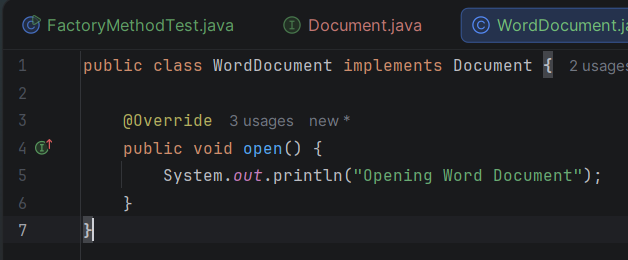 FactoryMethodTest.java Document.java WordDocument.ja
1 public class WordDocument implements Document { 2 usages
2
3 @Override 3 usages new *
4 public void open() {
5 System.out.println("Opening Word Document");
6 }
7 }